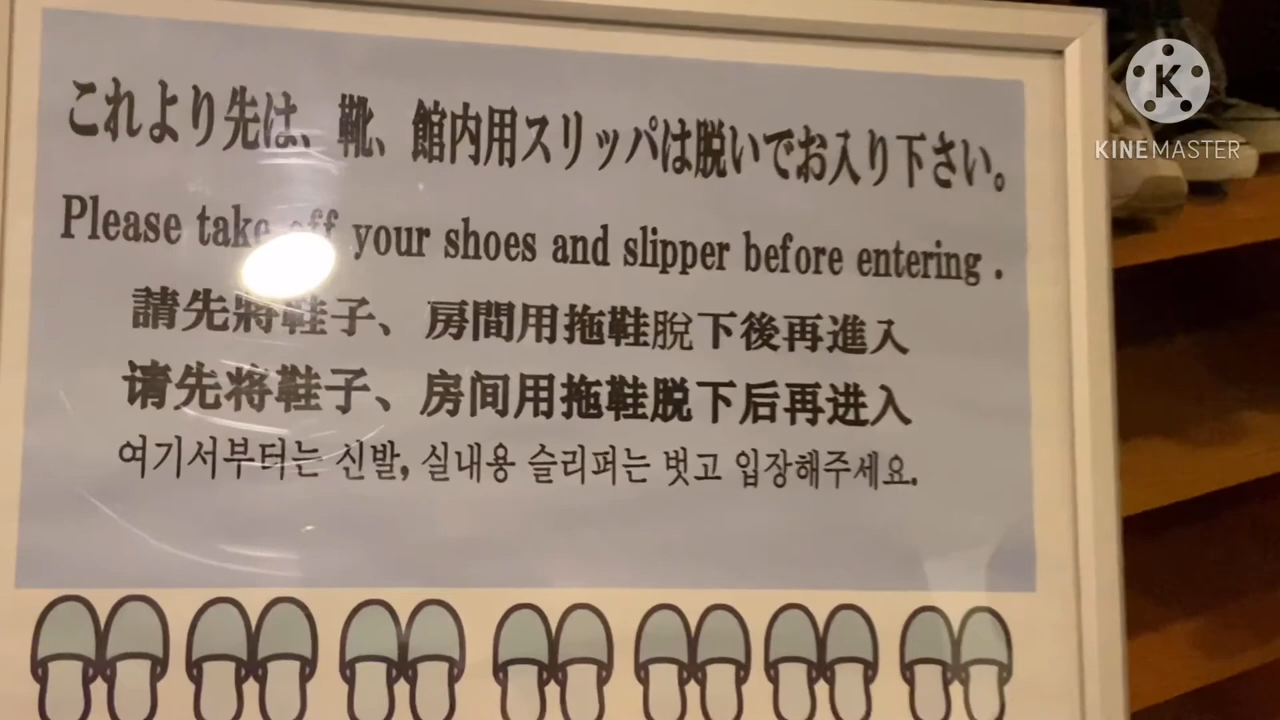 これより先は、靴、館内用スリッパは脱いでお入り下さい。
Please take off your shoes and slipper before entering .
請先將鞋子、房間用拖鞋脫下後再進入
请先将鞋子、房间用拖鞋脱下后再进入
여기서부터는 신발, 실내용 슬리퍼는 벗고 입장해주세요.
K
KINEMASTER